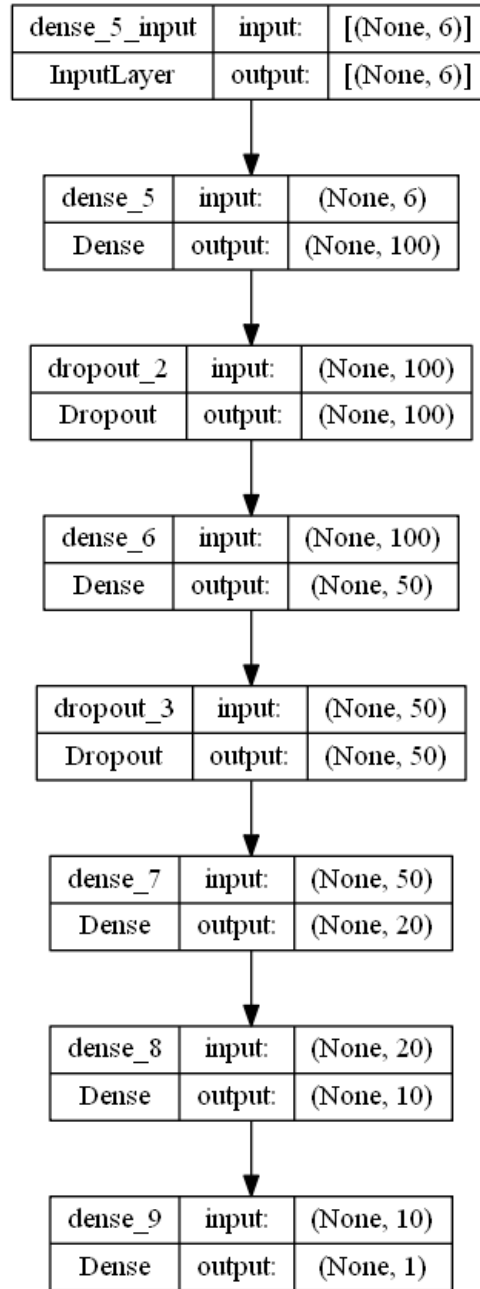 dense_5_input input: [(None, 6)]
InputLayer output: [(None, 6)]
dense_5 input: (None, 6)
Dense output: (None, 100)
dropout_2 input: (None, 100)
Dropout output: (None, 100)
dense_6 input: (None, 100)
Dense output: (None, 50)
dropout_3 input: (None, 50)
Dropout output: (None, 50)
dense_7 input: (None, 50)
Dense output: (None, 20)
dense_8 input: (None, 20)
Dense output: (None, 10)
dense_9 input: (None, 10)
Dense output: (None, 1)